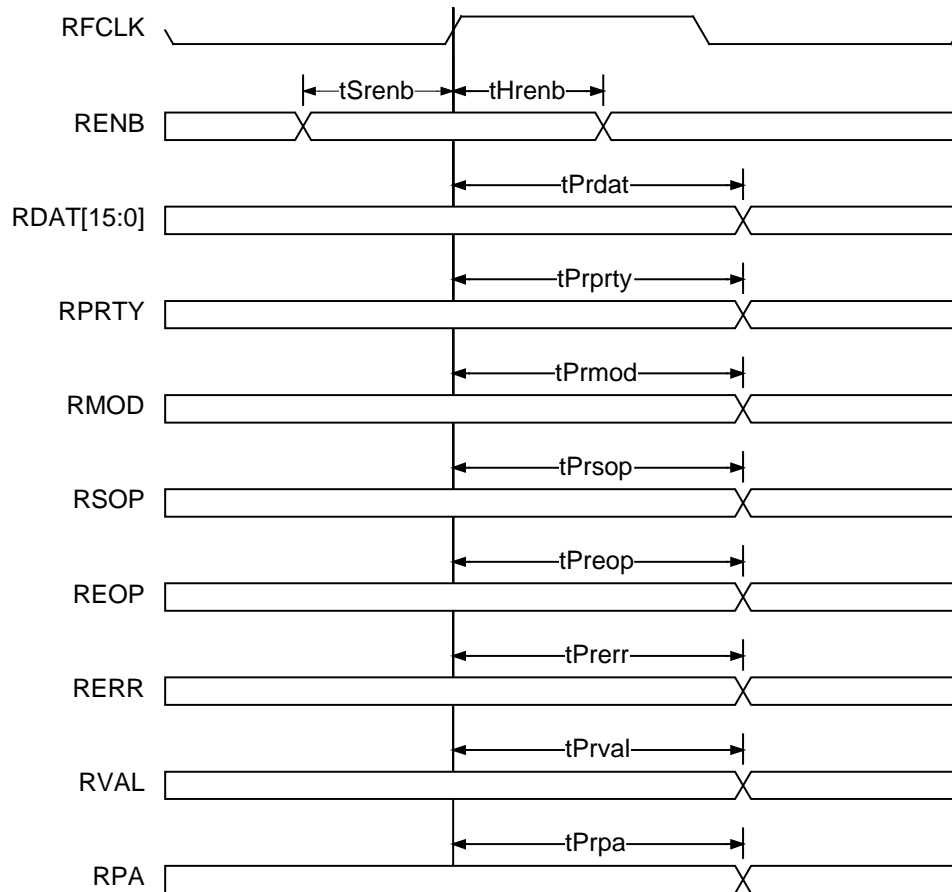 RFCLK
tSrenb tHrenb
RENB
tPrdat
RDAT[15:0]
tPrprty
RPRTY
tPrmod
RMOD
tPrsop
RSOP
tPreop
REOP
tPrerr
RERR
tPrval
RVAL
tPrpa
RPA